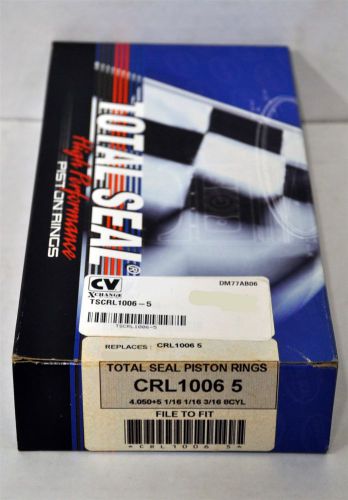 TOTAL SEAL®
High Performance
PISTON RINGS
CV
XCHANGE
DM77AB06
TSCRL1006-5
TSCRL1006-5
REPLACES: CRL1006 5
TOTAL SEAL PISTON RINGS
CRL1006 5
4.050+5 1/16 1/16 3/16 8CYL
FILE TO FIT
*CRL1006 5*